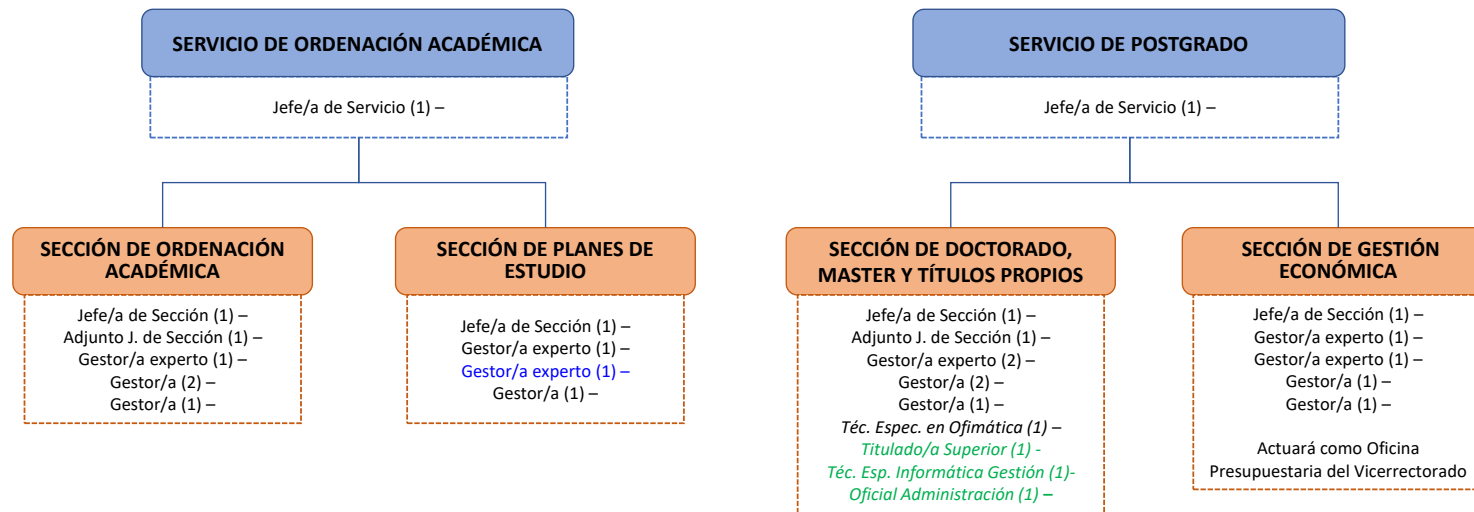 SERVICIO DE ORDENACIÓN ACADÉMICA
Jefe/a de Servicio (1) –
SECCIÓN DE ORDENACIÓN
ACADÉMICA
Jefe/a de Sección (1) –
Adjunto J. de Sección (1) –
Gestor/a experto (1) –
Gestor/a (2) –
Gestor/a (1) –
SECCIÓN DE PLANES DE
ESTUDIO
Jefe/a de Sección (1) –
Gestor/a experto (1) –
Gestor/a experto (1) –
Gestor/a (1) –
SERVICIO DE POSTGRADO
Jefe/a de Servicio (1) –
SECCIÓN DE DOCTORADO,
MASTER Y TÍTULOS PROPIOS
Jefe/a de Sección (1) –
Adjunto J. de Sección (1) –
Gestor/a experto (2) –
Gestor/a (2) –
Gestor/a (1) –
Téc. Espec. en Ofimática (1) –
Titulado/a Superior (1) -
Téc. Esp. Informática Gestión (1)-
Oficial Administración (1) –
SECCIÓN DE GESTIÓN
ECONÓMICA
Jefe/a de Sección (1) –
Gestor/a experto (1) –
Gestor/a experto (1) –
Gestor/a (1) –
Gestor/a (1) –
Actuará como Oficina
Presupuestaria del Vicerrectorado